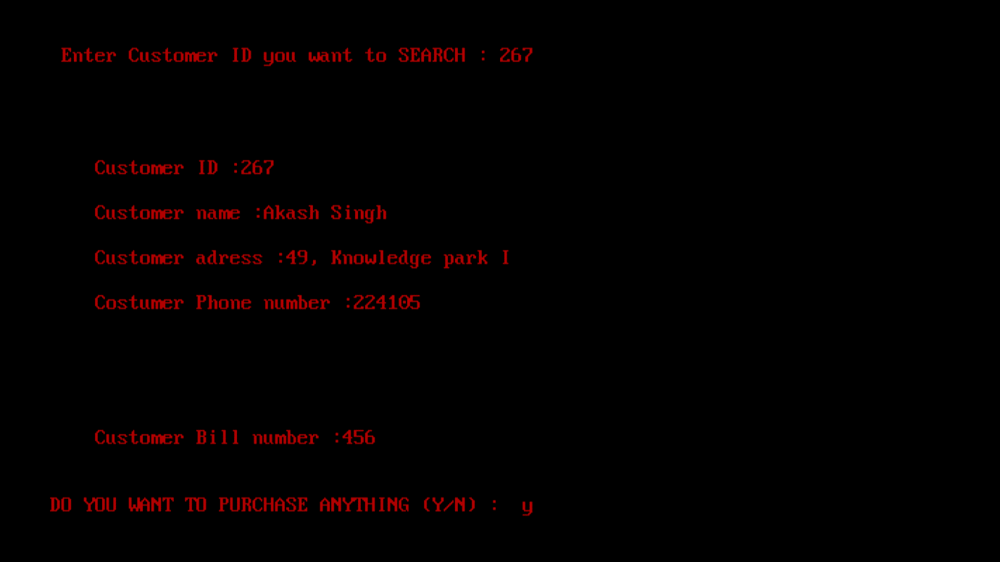 Enter Customer ID you want to SEARCH : 267
Customer ID :267
Customer name :Akash Singh
Customer adress :49, Knowledge park I
Costumer Phone number :224105
Customer Bill number :456
DO YOU WANT TO PURCHASE ANYTHING (Y/N) :  y